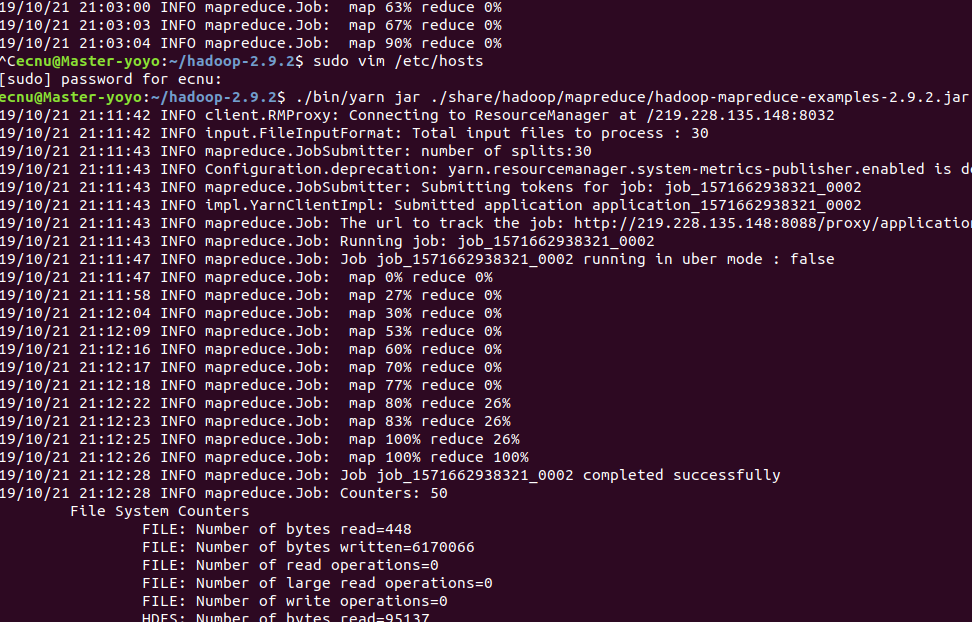 19/10/21 21:03:00 INFO mapreduce.Job:  map 63% reduce 0%
19/10/21 21:03:03 INFO mapreduce.Job:  map 67% reduce 0%
19/10/21 21:03:04 INFO mapreduce.Job:  map 90% reduce 0%
^Cecnu@Master-yoyo:~/hadoop-2.9.2$ sudo vim /etc/hosts
[sudo] password for ecnu:
ecnu@Master-yoyo:~/hadoop-2.9.2$ ./bin/yarn jar ./share/hadoop/mapreduce/hadoop-mapreduce-examples-2.9.2.jar
19/10/21 21:11:42 INFO client.RMProxy: Connecting to ResourceManager at /219.228.135.148:8032
19/10/21 21:11:42 INFO input.FileInputFormat: Total input files to process : 30
19/10/21 21:11:43 INFO mapreduce.JobSubmitter: number of splits:30
19/10/21 21:11:43 INFO Configuration.deprecation: yarn.resourcemanager.system-metrics-publisher.enabled is de
19/10/21 21:11:43 INFO mapreduce.JobSubmitter: Submitting tokens for job: job_1571662938321_0002
19/10/21 21:11:43 INFO impl.YarnClientImpl: Submitted application application_1571662938321_0002
19/10/21 21:11:43 INFO mapreduce.Job: The url to track the job: http://219.228.135.148:8088/proxy/application
19/10/21 21:11:43 INFO mapreduce.Job: Running job: job_1571662938321_0002
19/10/21 21:11:47 INFO mapreduce.Job: Job job_1571662938321_0002 running in uber mode : false
19/10/21 21:11:47 INFO mapreduce.Job:  map 0% reduce 0%
19/10/21 21:11:58 INFO mapreduce.Job:  map 27% reduce 0%
19/10/21 21:12:04 INFO mapreduce.Job:  map 30% reduce 0%
19/10/21 21:12:09 INFO mapreduce.Job:  map 53% reduce 0%
19/10/21 21:12:16 INFO mapreduce.Job:  map 60% reduce 0%
19/10/21 21:12:17 INFO mapreduce.Job:  map 70% reduce 0%
19/10/21 21:12:18 INFO mapreduce.Job:  map 77% reduce 0%
19/10/21 21:12:22 INFO mapreduce.Job:  map 80% reduce 26%
19/10/21 21:12:23 INFO mapreduce.Job:  map 83% reduce 26%
19/10/21 21:12:25 INFO mapreduce.Job:  map 100% reduce 26%
19/10/21 21:12:26 INFO mapreduce.Job:  map 100% reduce 100%
19/10/21 21:12:28 INFO mapreduce.Job: Job job_1571662938321_0002 completed successfully
19/10/21 21:12:28 INFO mapreduce.Job: Counters: 50
File System Counters
FILE: Number of bytes read=448
FILE: Number of bytes written=6170066
FILE: Number of read operations=0
FILE: Number of large read operations=0
FILE: Number of write operations=0
HDFS: Number of bytes read=95137